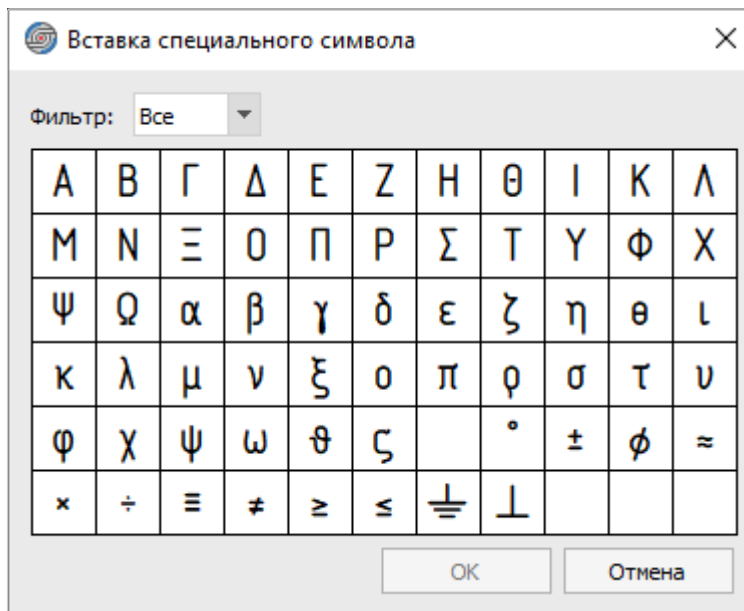 Вставка специального символа
Фильтр: Все
Α Β Γ Δ Ε Ζ Η Θ Ι Κ Λ
Μ Ν Ξ Ο Π Ρ Σ Τ Υ Φ Χ
Ψ Ω α β γ δ ε ζ η θ ι
κ λ μ ν ξ ο π ρ σ τ υ
φ χ ψ ω ϑ ς ° ± ϕ ≈
× ÷ ≡ ≠ ≥ ≤ ⏚ ⊥
OK Отмена